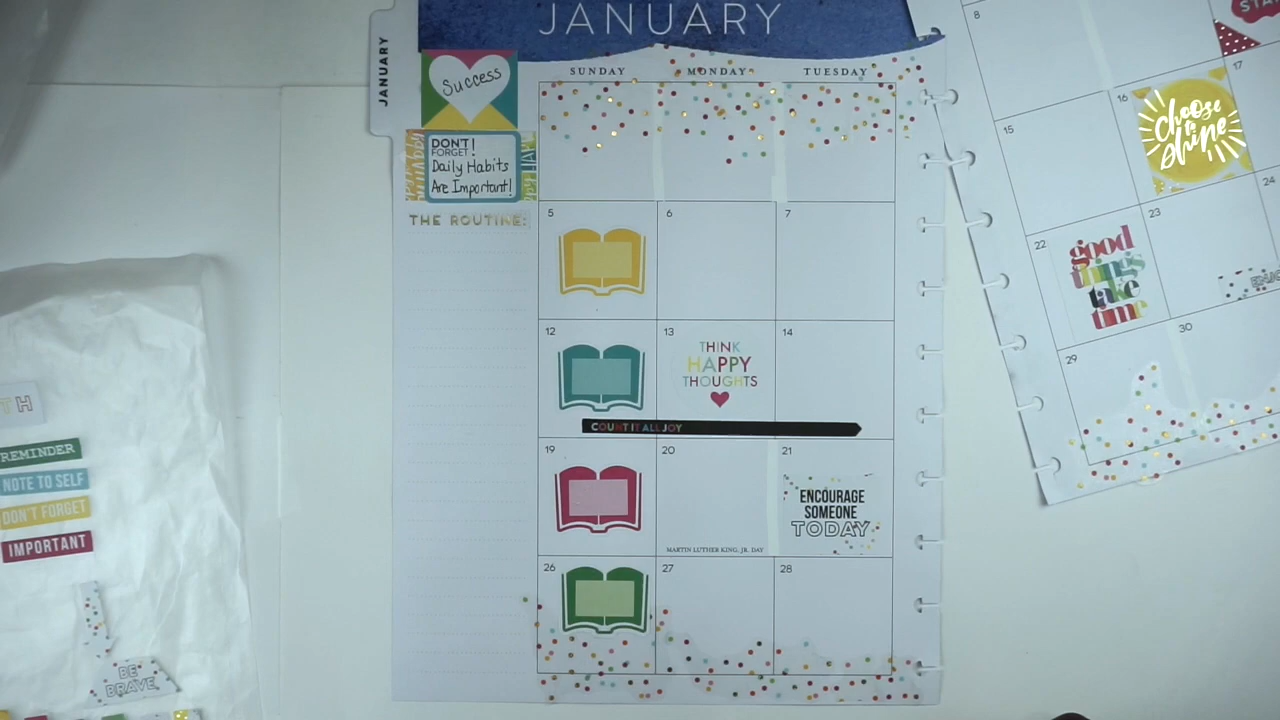 JANUARY
JANUARY
SUNDAY
MONDAY
TUESDAY
Success
DON'T!
FORGET
Daily Habits
Are Important!
THE ROUTINE:
5
6
7
12
13
14
THINK
HAPPY
THOUGHTS
COUNT IT ALL JOY
19
20
21
ENCOURAGE
SOMEONE
TODAY
MARTIN LUTHER KING, JR. DAY
26
27
28
8
15
16
17
choose
to
shine
22
23
24
good
things
take
time
29
30
TH
REMINDER
NOTE TO SELF
DON'T FORGET
IMPORTANT
BE
BRAVE